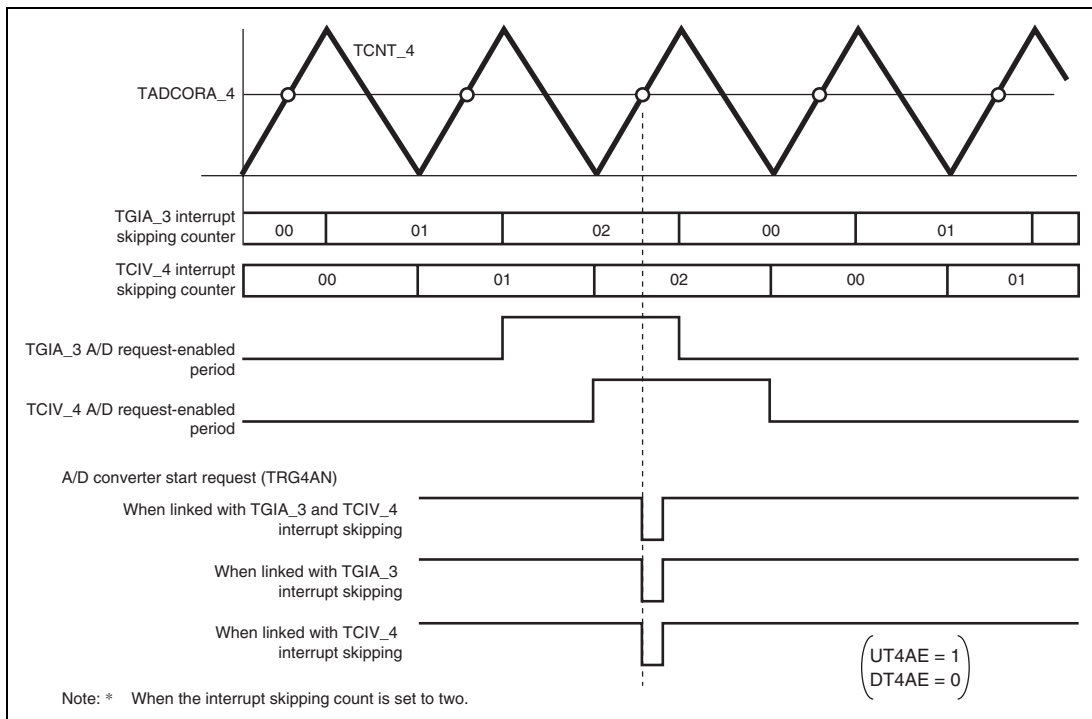 TCNT_4
TADCORA_4
TGIA_3 interrupt
skipping counter
00 01 02 00 01
TCIV_4 interrupt
skipping counter
00 01 02 00 01
TGIA_3 A/D request-enabled
period
TCIV_4 A/D request-enabled
period
A/D converter start request (TRG4AN)
When linked with TGIA_3 and TCIV_4
interrupt skipping
When linked with TGIA_3
interrupt skipping
When linked with TCIV_4
interrupt skipping
UT4AE = 1
DT4AE = 0
Note: * When the interrupt skipping count is set to two.